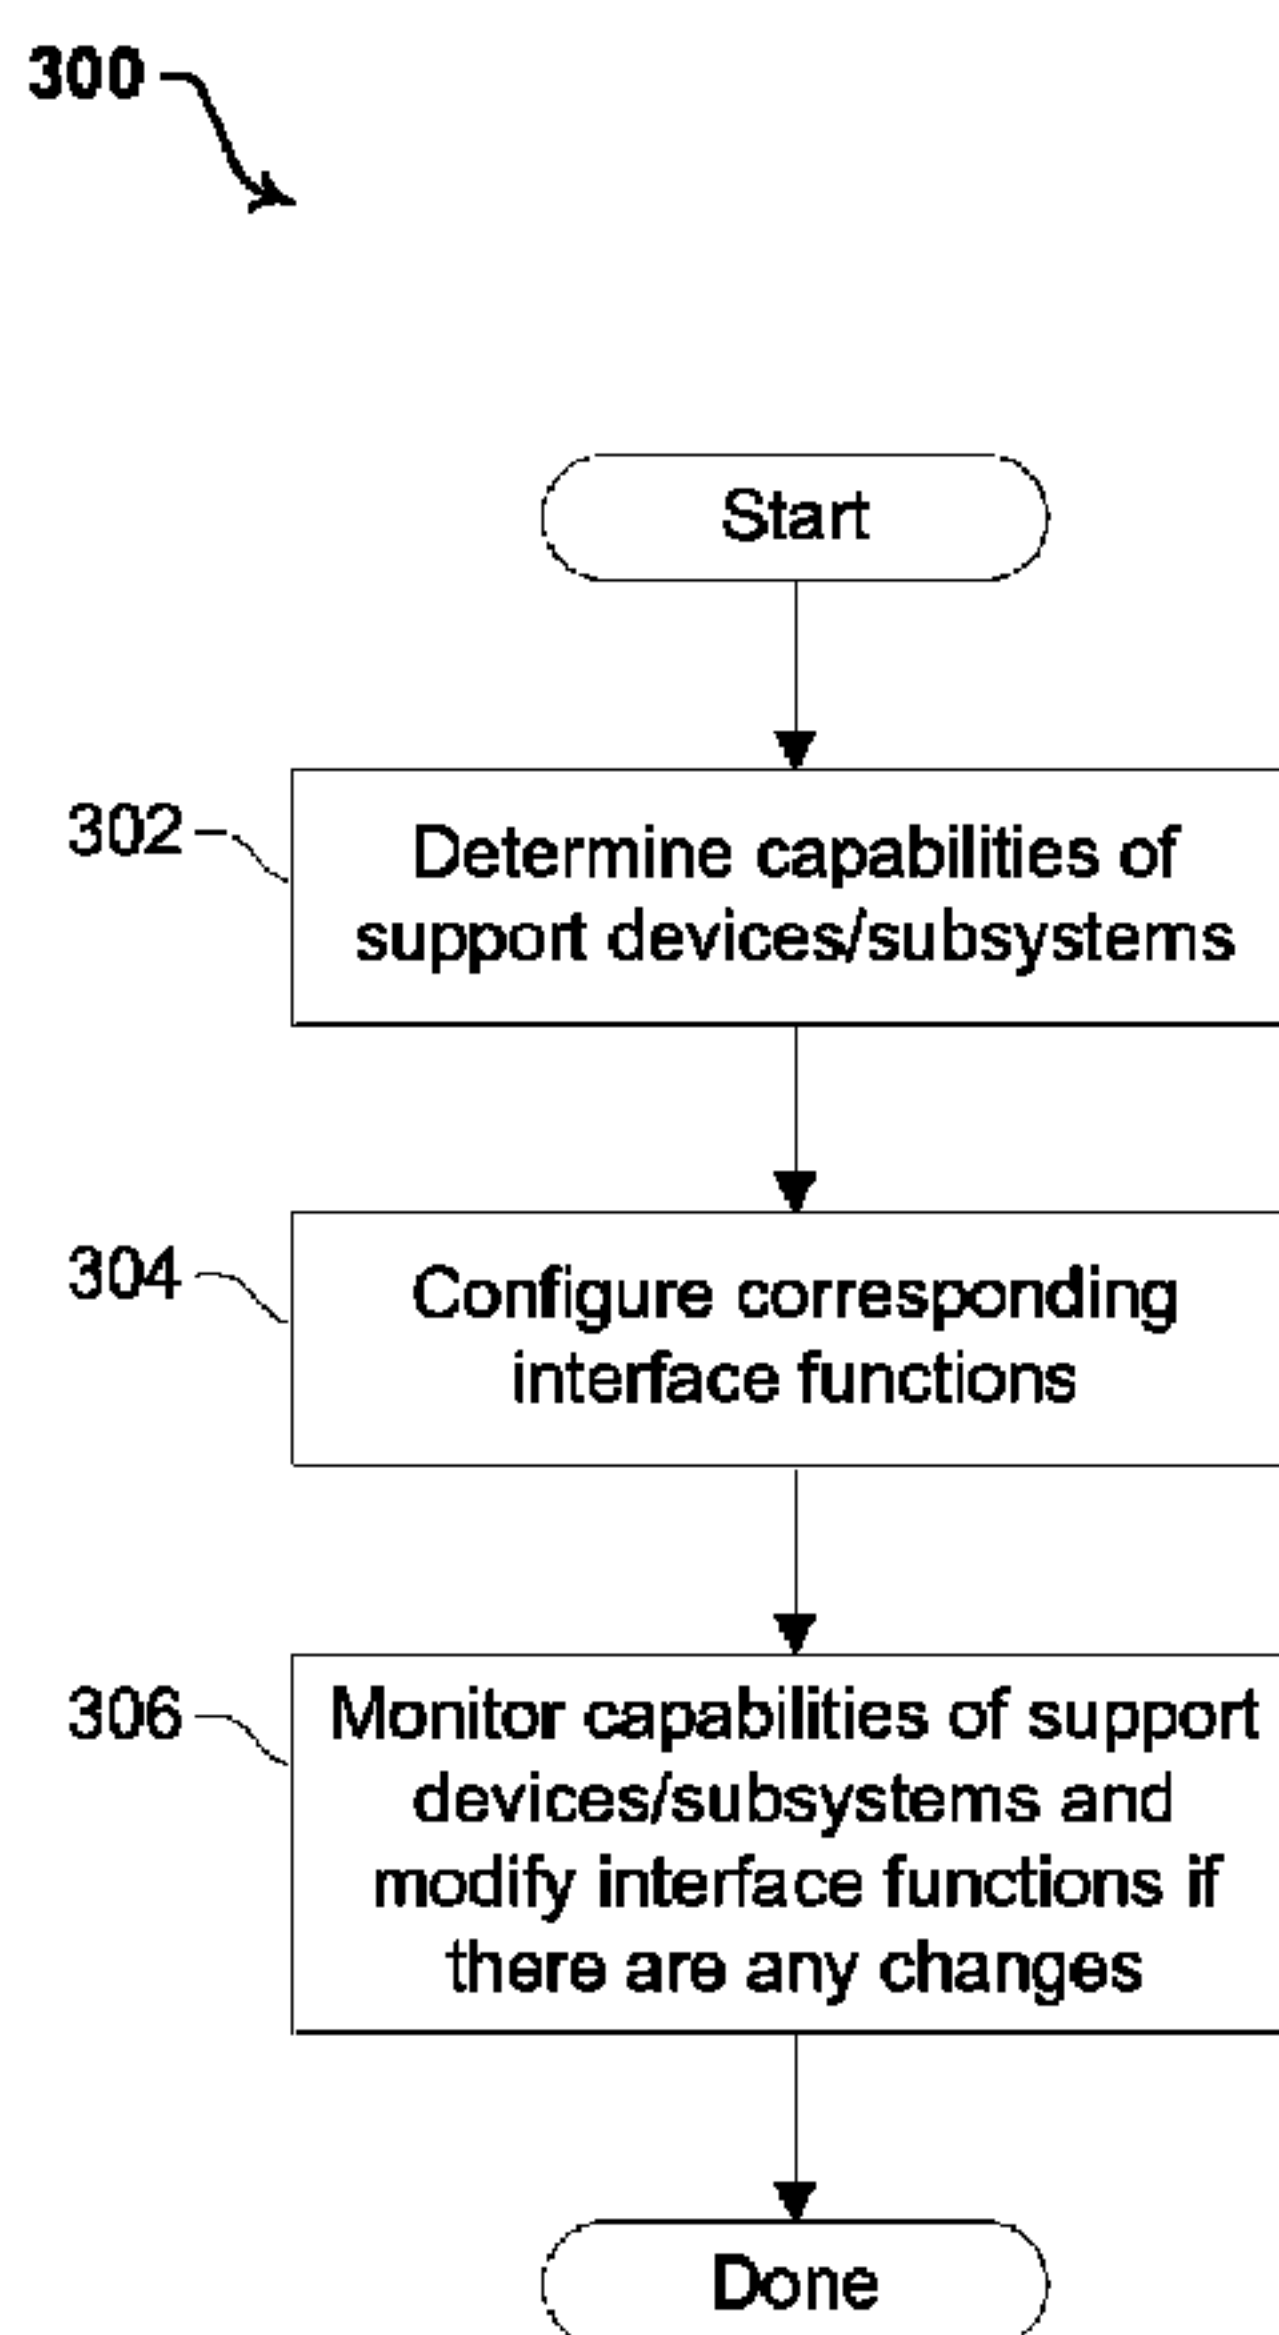 300
Start
302
Determine capabilities of
support devices/subsystems
304
Configure corresponding
interface functions
306
Monitor capabilities of support
devices/subsystems and
modify interface functions if
there are any changes
Done